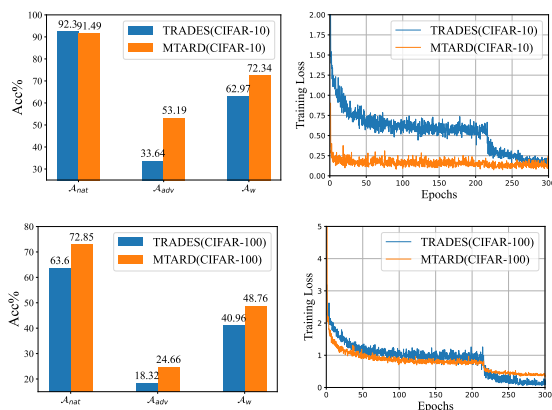 TRADES(CIFAR-10)
MTARD(CIFAR-10)
92.3 91.49
72.34
62.97
53.19
33.64
100
90
80
70
60
50
40
30
Acc%
A_nat A_adv A_w
TRADES(CIFAR-10)
MTARD(CIFAR-10)
2.00
1.75
1.50
1.25
1.00
0.75
0.50
0.25
0.00
Training Loss
0 50 100 150 200 250 300
Epochs
TRADES(CIFAR-100)
MTARD(CIFAR-100)
72.85
63.6
48.76
40.96
24.66
18.32
80
70
60
50
40
30
20
Acc%
A_nat A_adv A_w
TRADES(CIFAR-100)
MTARD(CIFAR-100)
5
4
3
2
1
0
Training Loss
0 50 100 150 200 250 300
Epochs